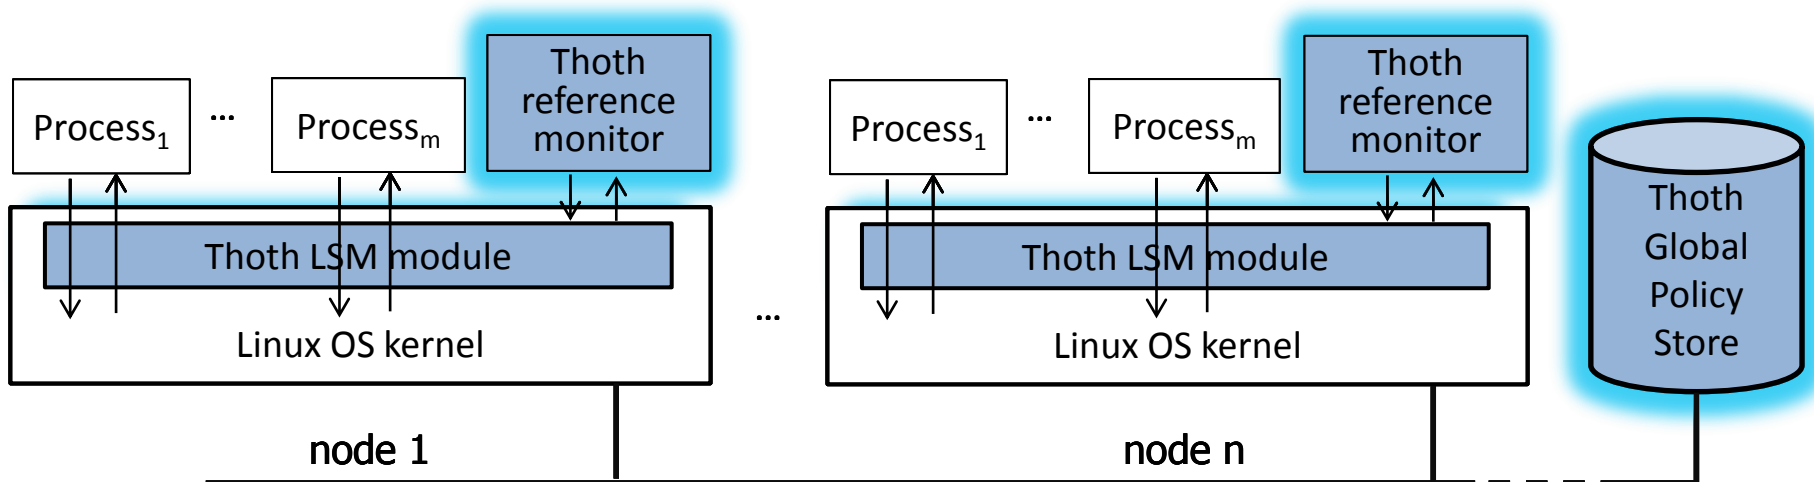 Process₁
...
Processₘ
Thoth
reference
monitor
Thoth LSM module
Linux OS kernel
node 1
...
Process₁
...
Processₘ
Thoth
reference
monitor
Thoth LSM module
Linux OS kernel
node n
Thoth
Global
Policy
Store